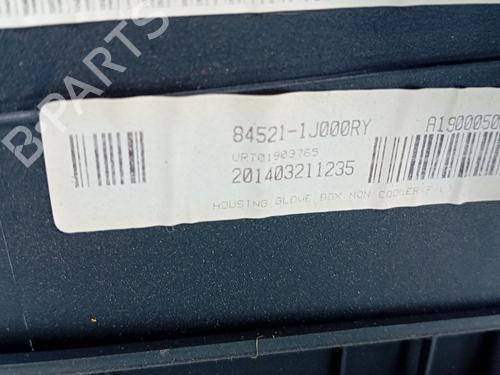 84521-1J000RY
A1900050
URT01903765
201403211235
HOUSING GLOVE BOX NON COOLER(F/L)
B-PARTS